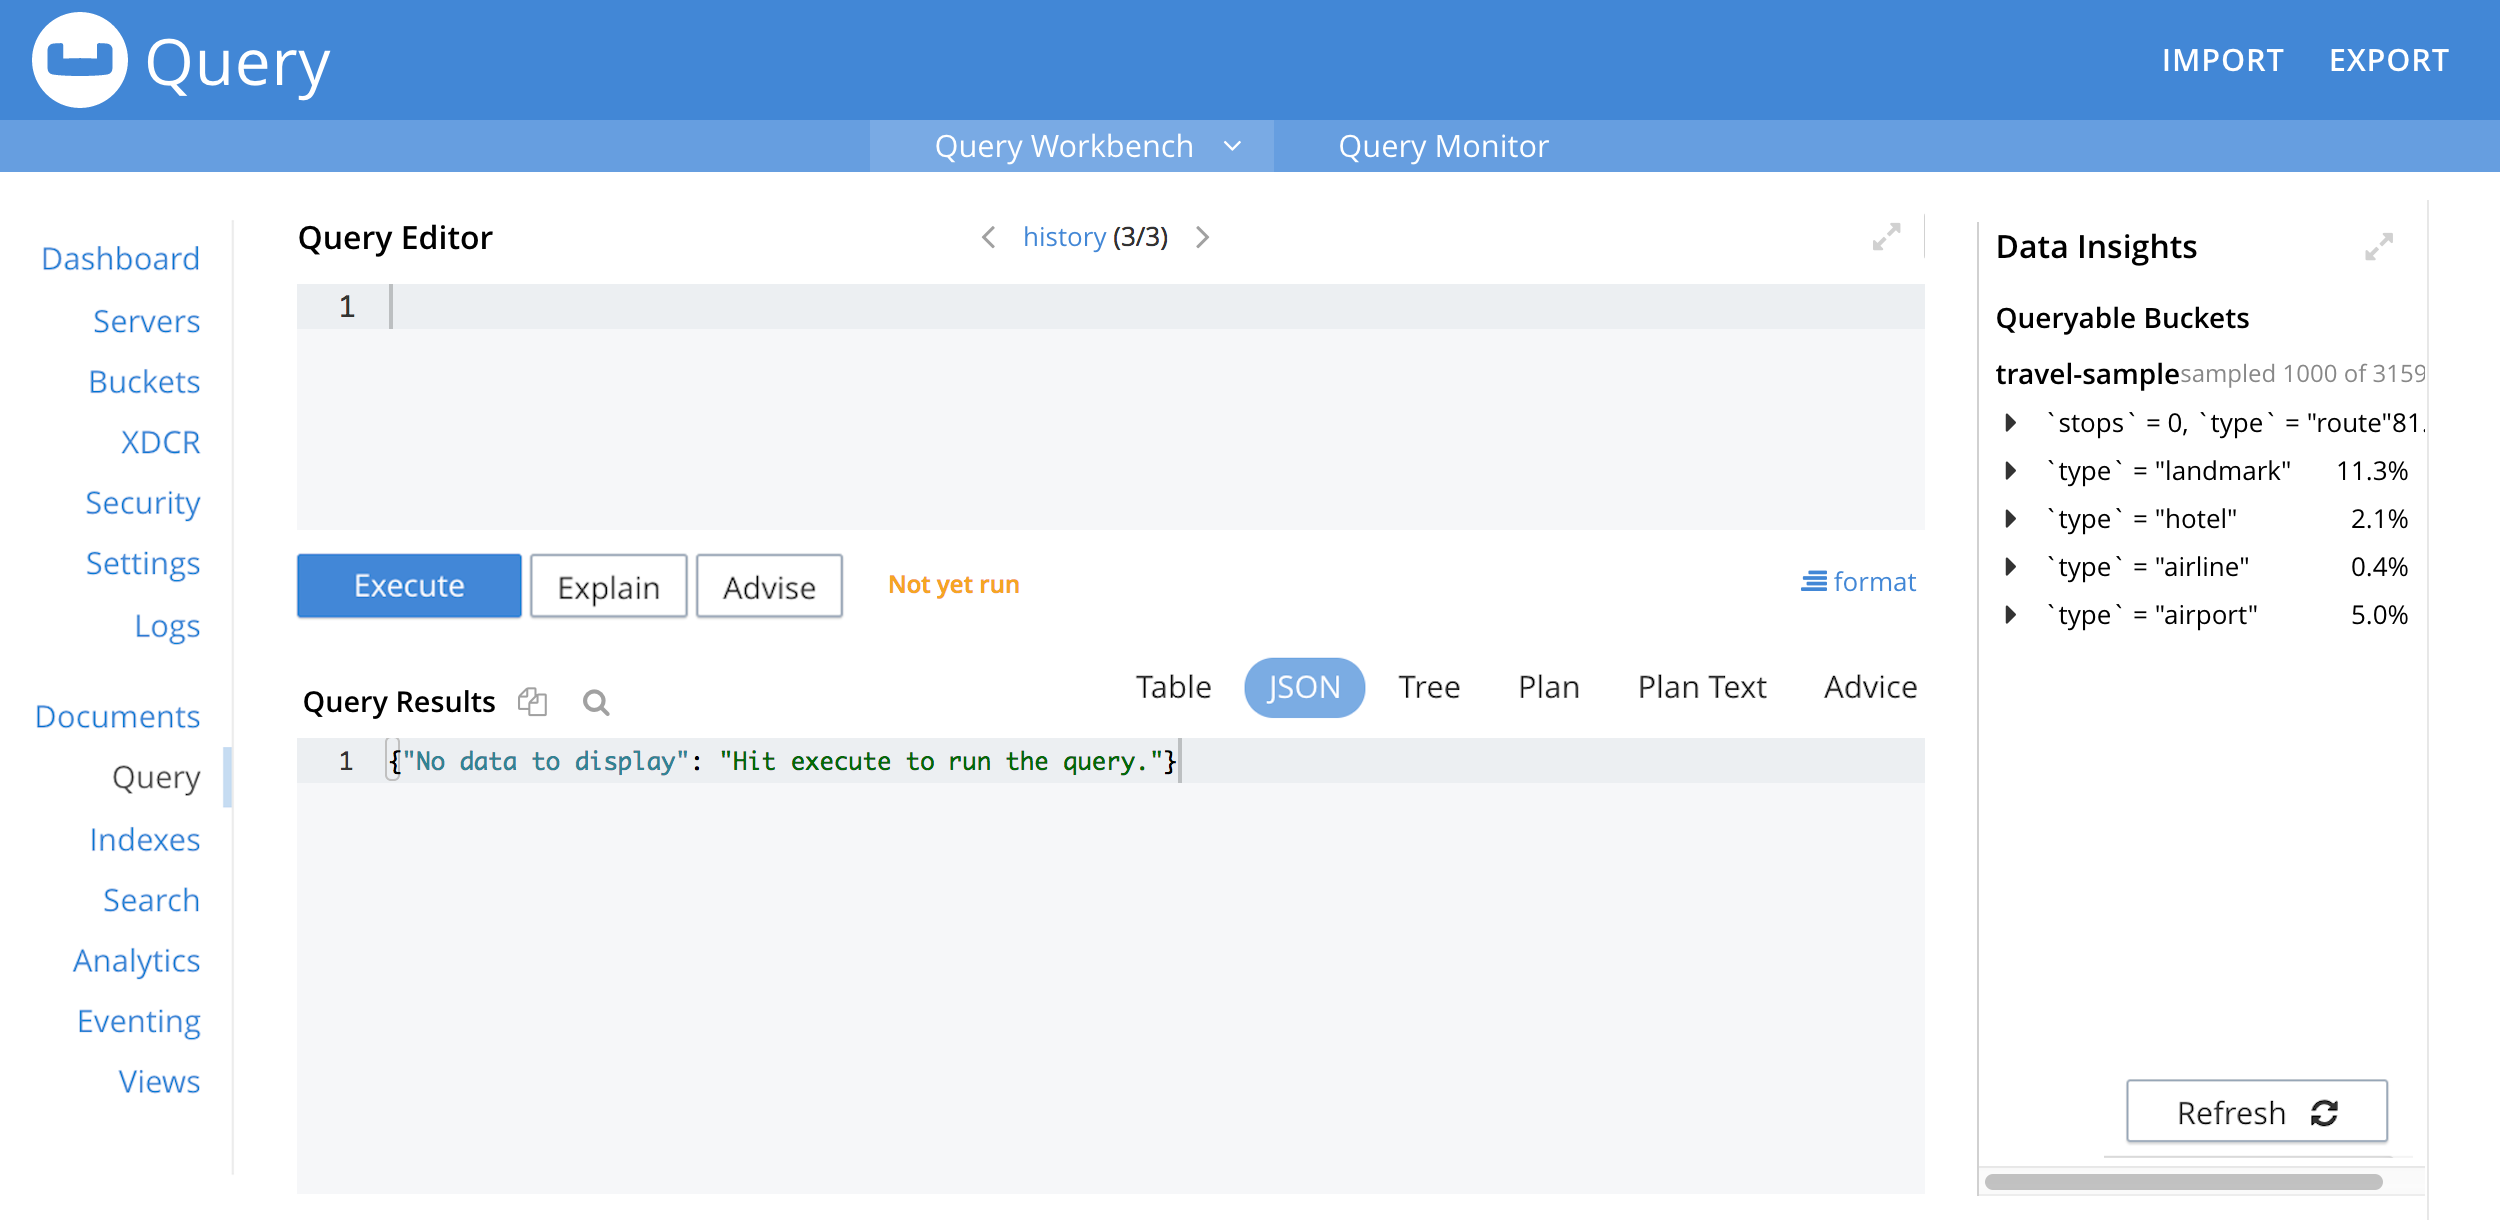 Query
IMPORT EXPORT
Query Workbench Query Monitor
Dashboard
Servers
Buckets
XDCR
Security
Settings
Logs
Documents
Query
Indexes
Search
Analytics
Eventing
Views
Query Editor history (3/3)
1
Execute Explain Advise Not yet run format
Query Results Table JSON Tree Plan Plan Text Advice
1 {"No data to display": "Hit execute to run the query."}
Data Insights
Queryable Buckets
travel-sample sampled 1000 of 3159
`stops` = 0, `type` = "route" 81.
`type` = "landmark" 11.3%
`type` = "hotel" 2.1%
`type` = "airline" 0.4%
`type` = "airport" 5.0%
Refresh